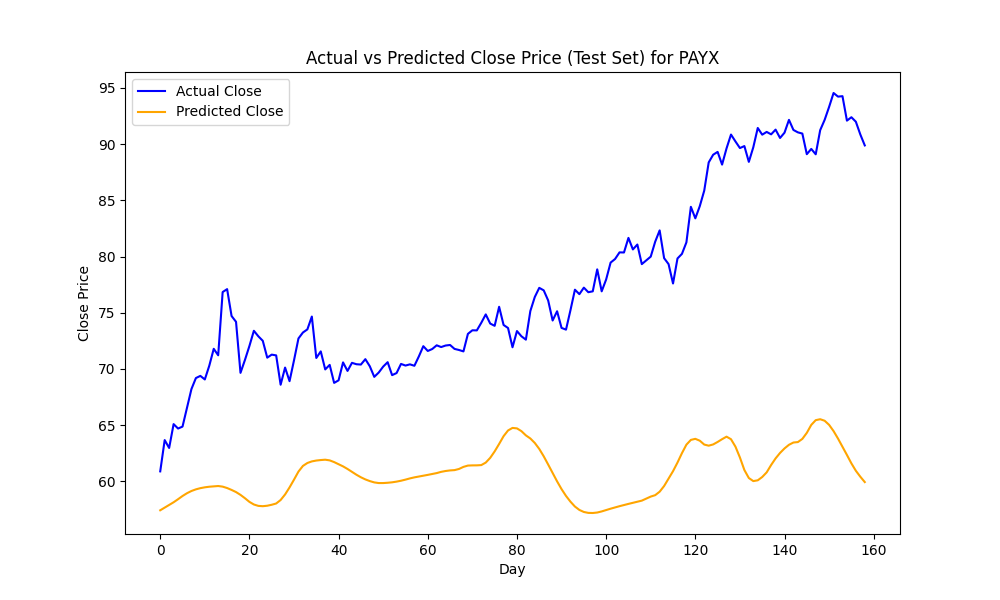 Actual vs Predicted Close Price (Test Set) for PAYX
Actual Close
Predicted Close
Close Price
95
90
85
80
75
70
65
60
0 20 40 60 80 100 120 140 160
Day